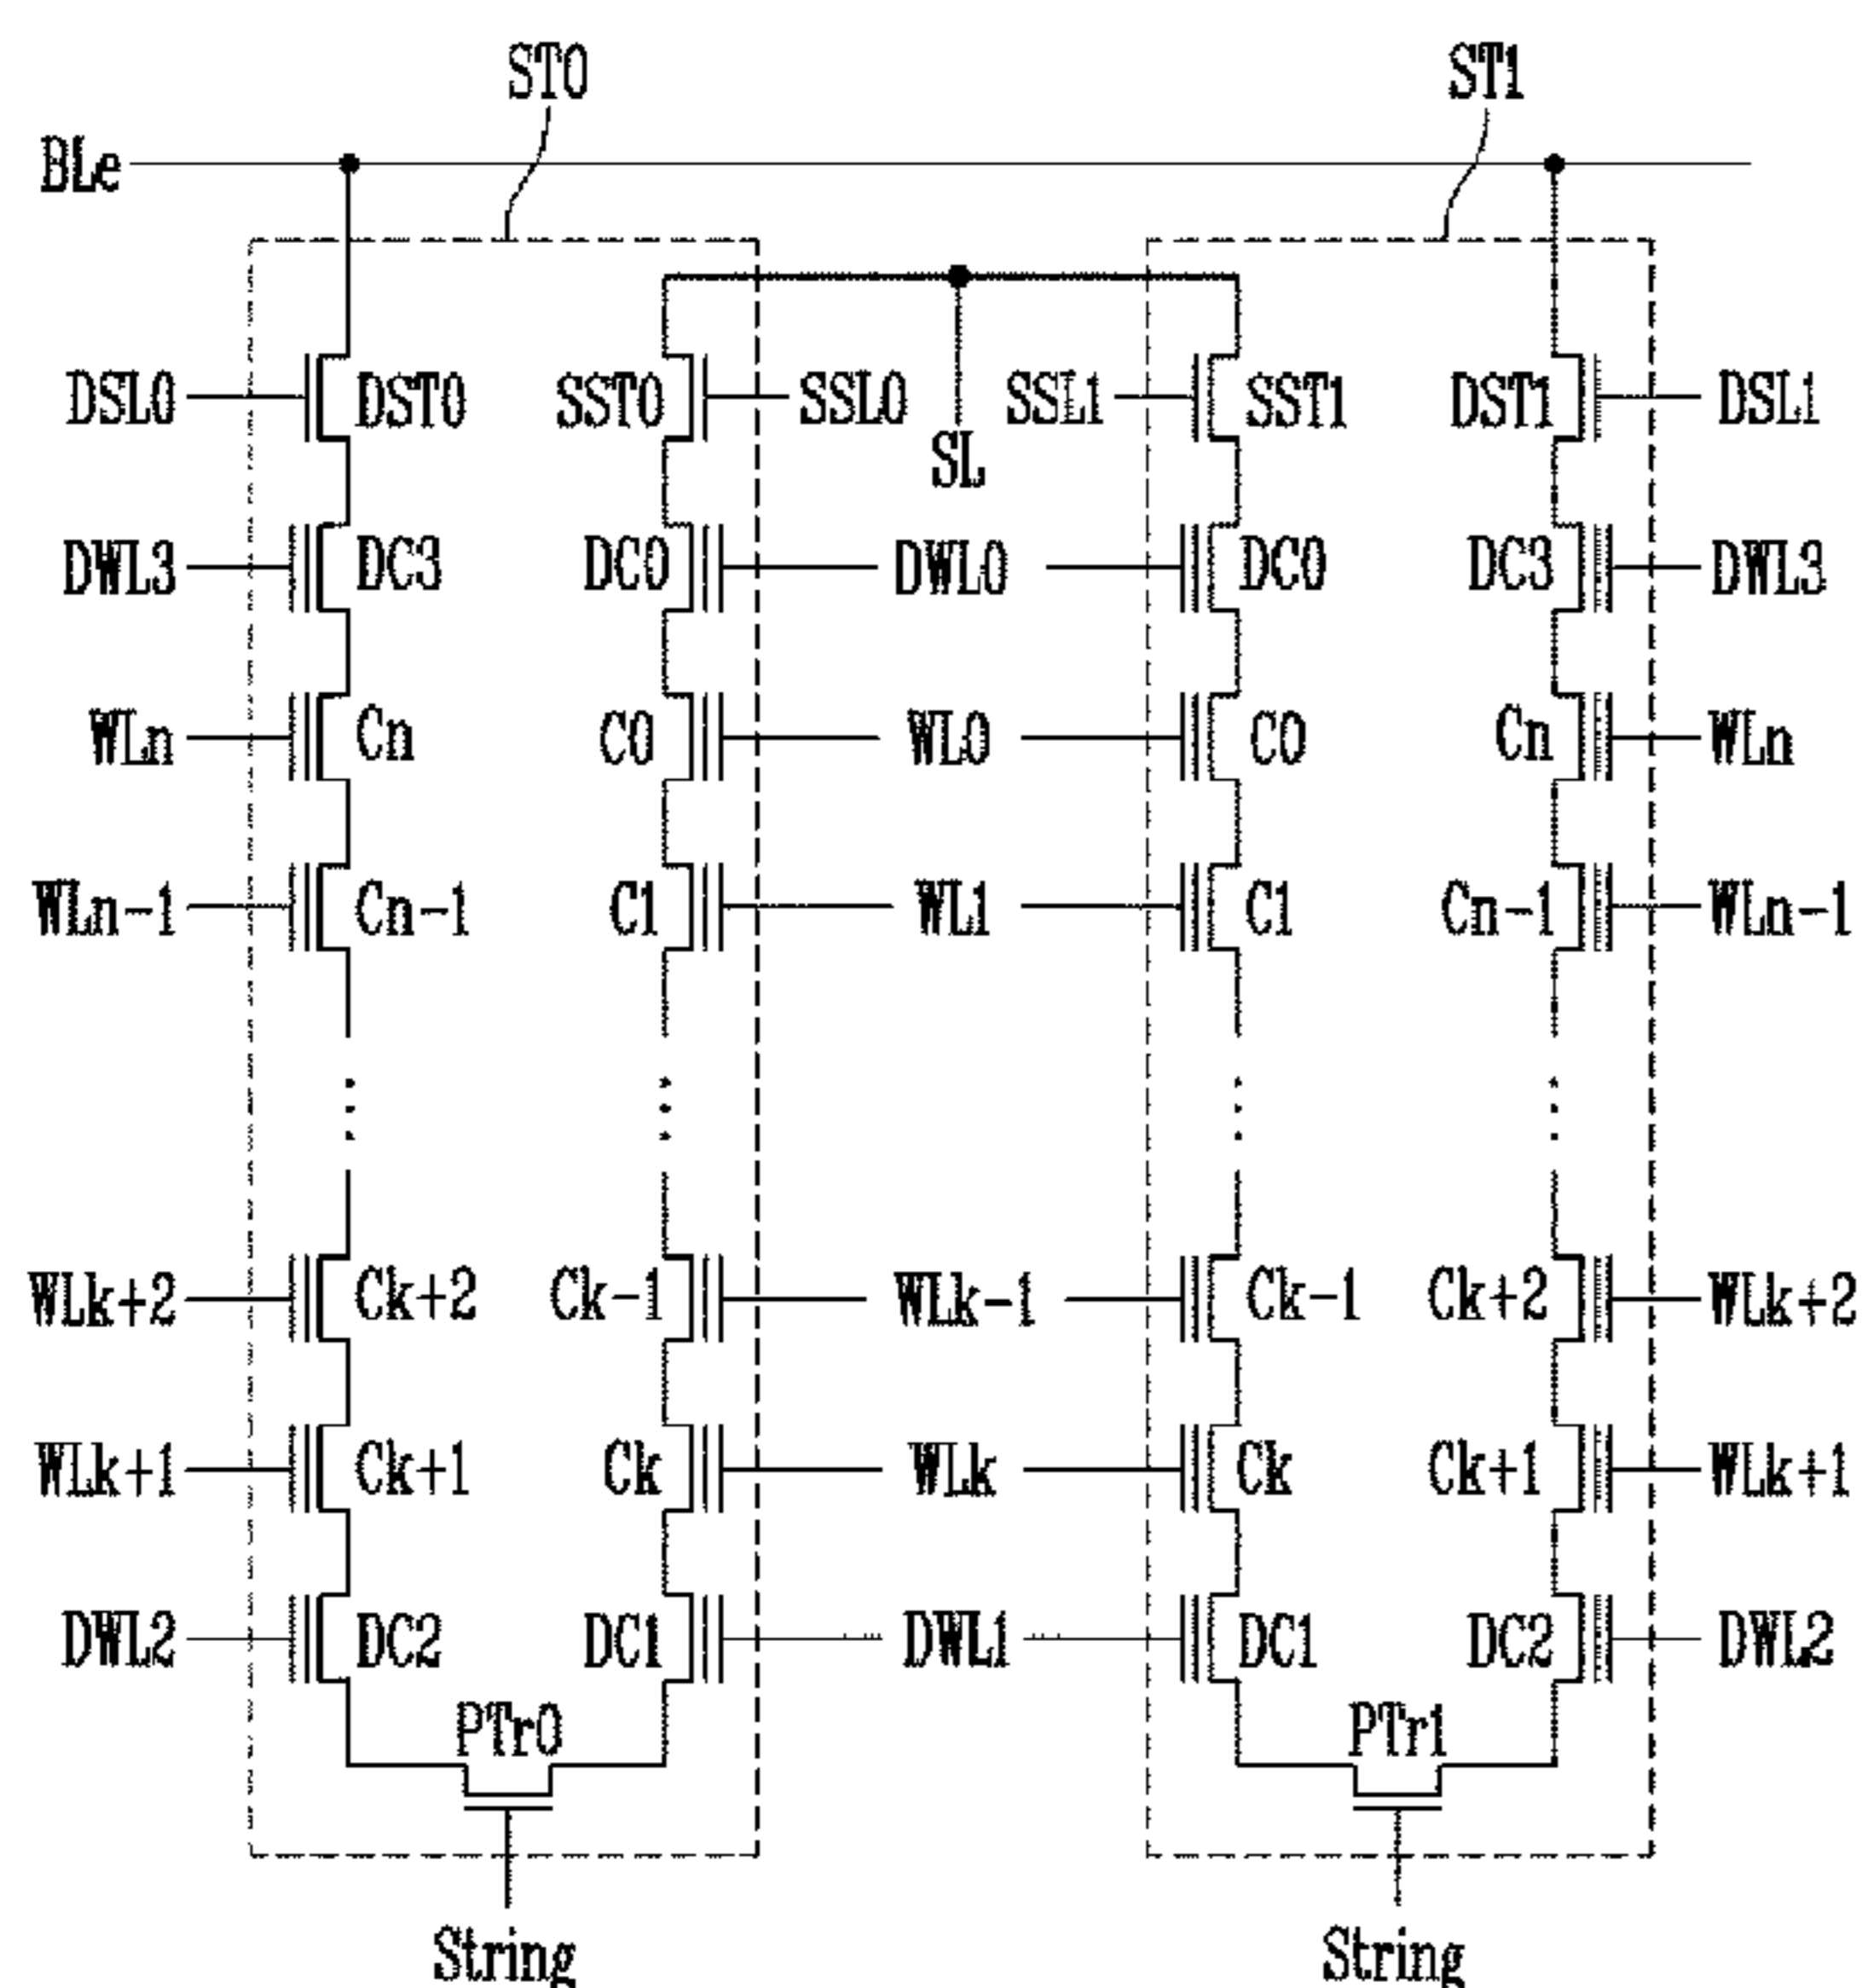 ST0 ST1
BLe
DSL0 DST0 SST0 SSL0 SSL1 SST1 DST1 DSL1
SL
DWL3 DC3 DC0 DWL0 DC0 DC3 DWL3
WLn Cn C0 WL0 C0 Cn WLn
WLn-1 Cn-1 C1 WL1 C1 Cn-1 WLn-1
WLk+2 Ck+2 Ck-1 WLk-1 Ck-1 Ck+2 WLk+2
WLk+1 Ck+1 Ck WLk Ck Ck+1 WLk+1
DWL2 DC2 DC1 DWL1 DC1 DC2 DWL2
PTr0 PTr1
String String